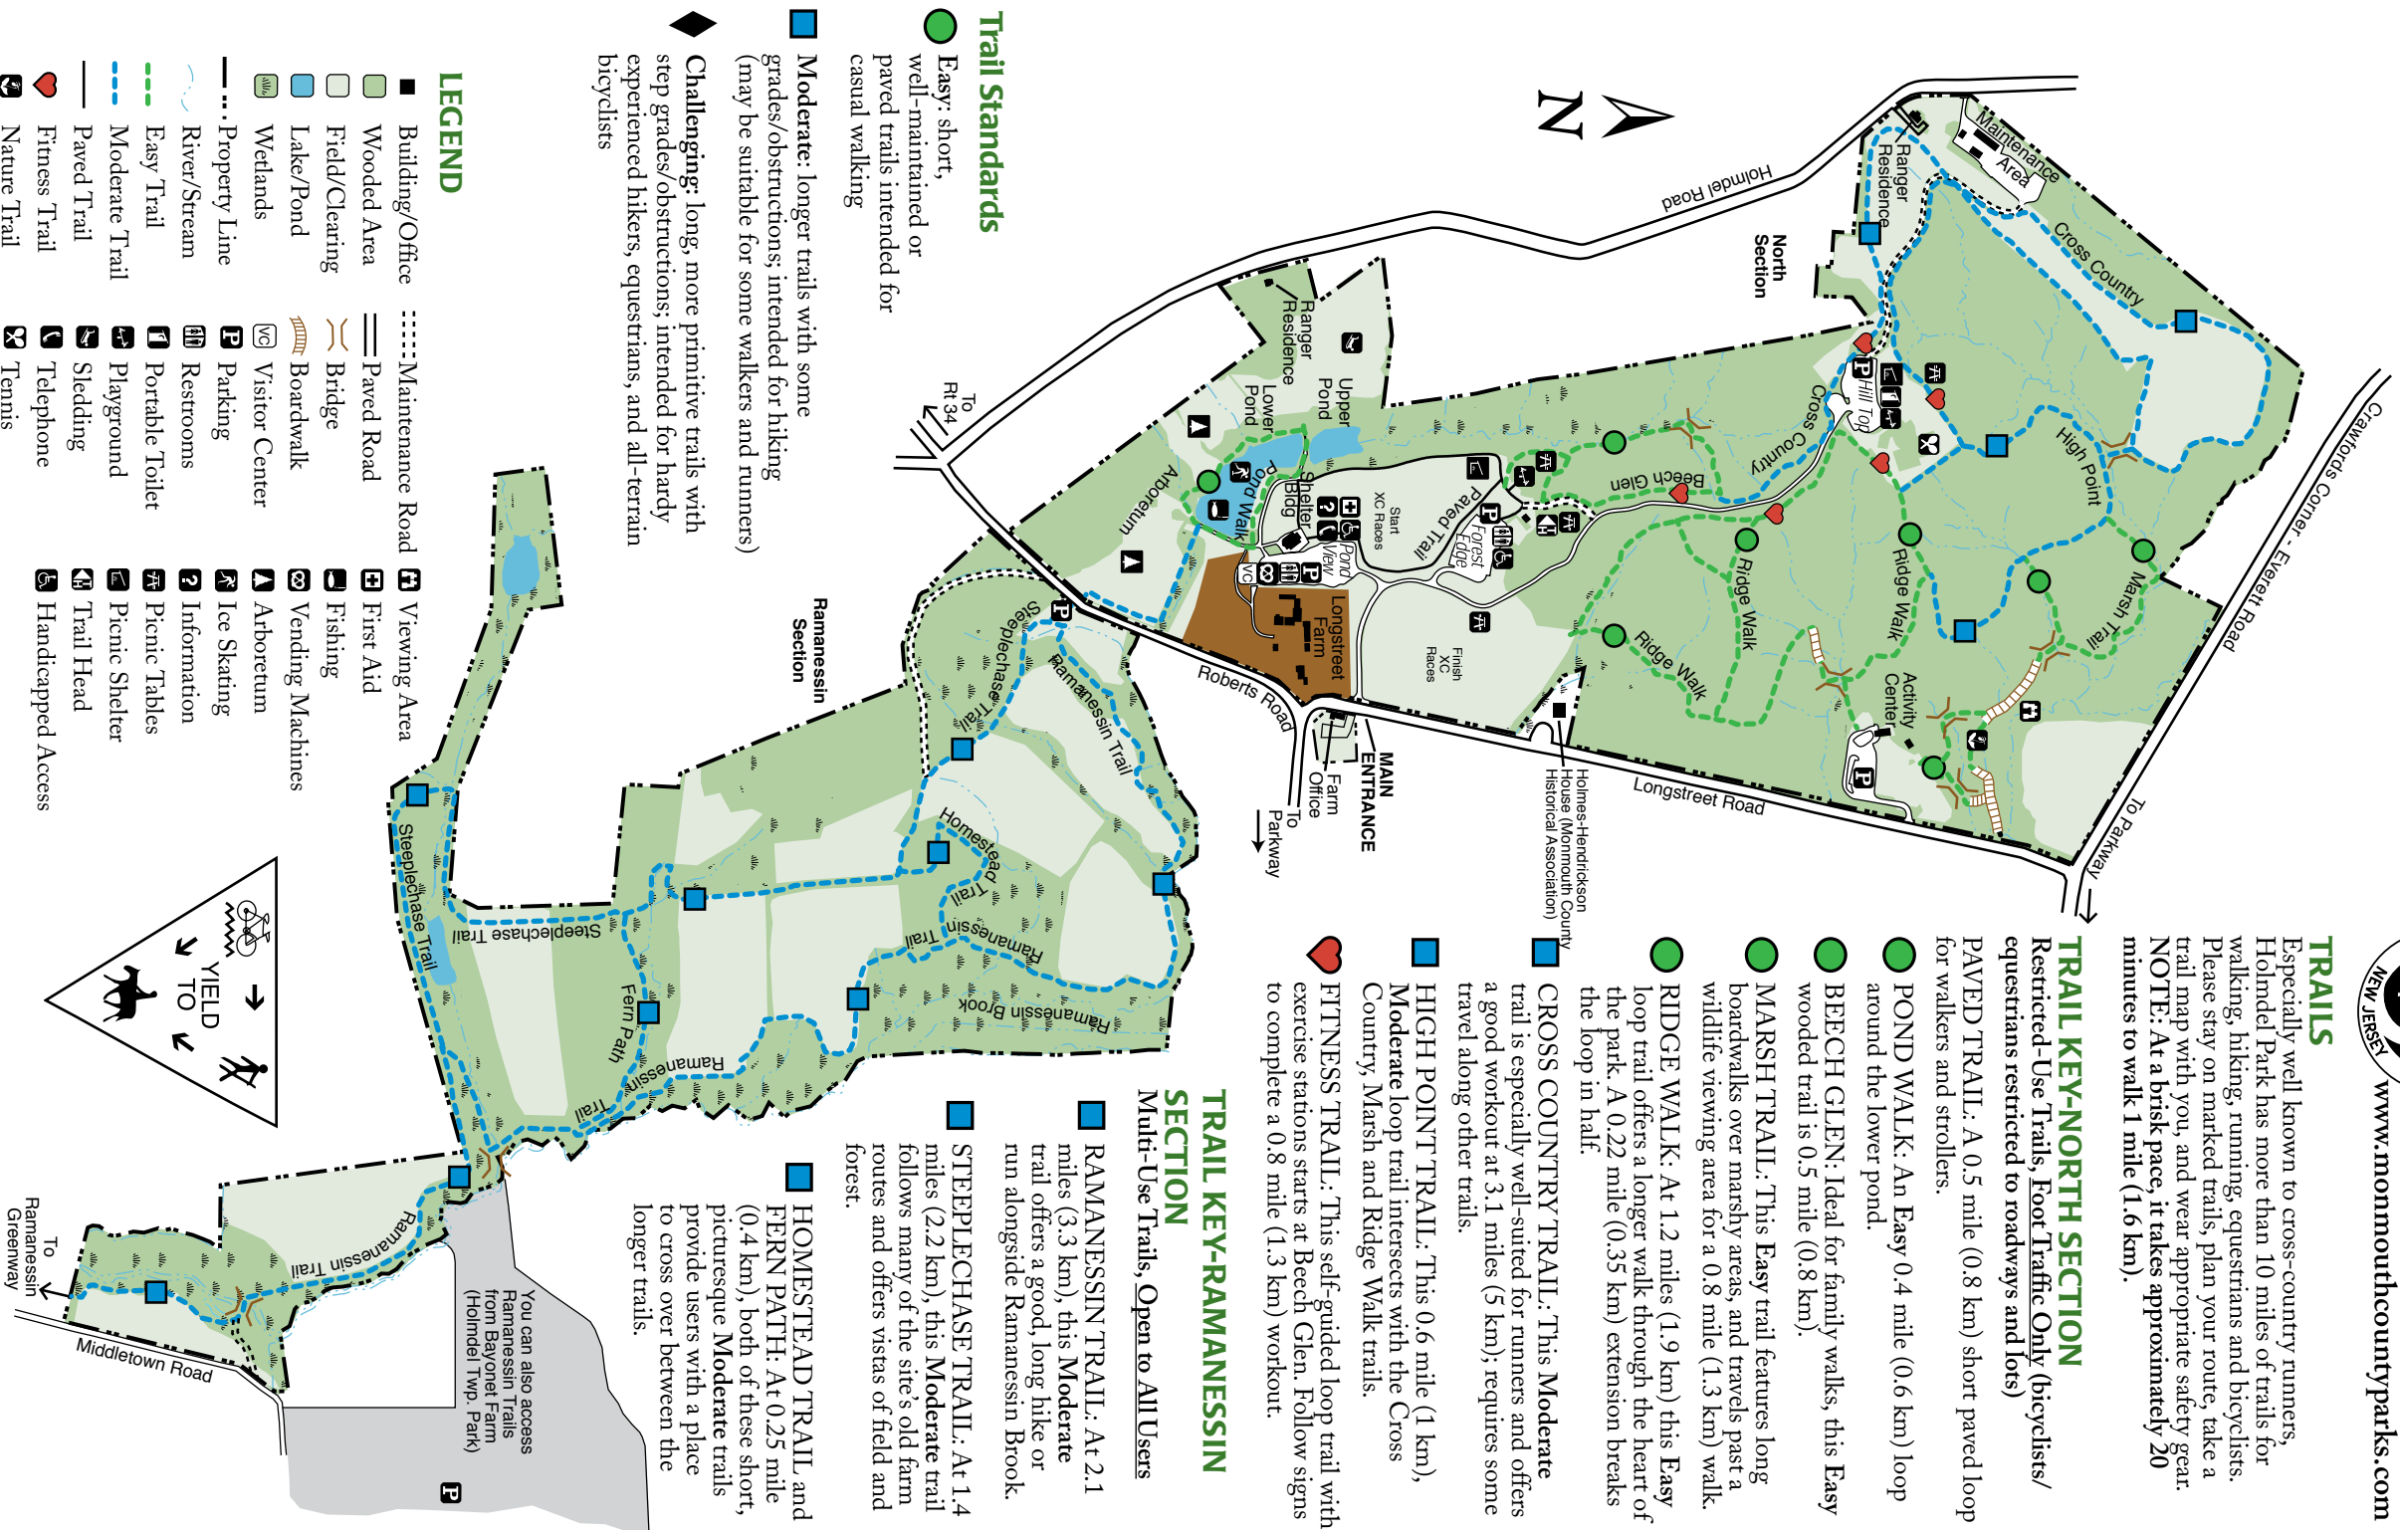 NEW JERSEY
www.monmouthcountyparks.com
TRAILS
Especially well known to cross-country runners,
Holmdel Park has more than 10 miles of trails for
walking, hiking, running, equestrians and bicyclists.
Please stay on marked trails, plan your route, take a
trail map with you, and wear appropriate safety gear.
NOTE: At a brisk pace, it takes approximately 20
minutes to walk 1 mile (1.6 km).
TRAIL KEY-NORTH SECTION
Restricted-Use Trails, Foot Traffic Only (bicyclists/
equestrians restricted to roadways and lots)
PAVED TRAIL: A 0.5 mile (0.8 km) short paved loop
for walkers and strollers.
POND WALK: An Easy 0.4 mile (0.6 km) loop
around the lower pond.
BEECH GLEN: Ideal for family walks, this Easy
wooded trail is 0.5 mile (0.8 km).
MARSH TRAIL: This Easy trail features long
boardwalks over marshy areas, and travels past a
wildlife viewing area for a 0.8 mile (1.3 km) walk.
RIDGE WALK: At 1.2 miles (1.9 km) this Easy
loop trail offers a longer walk through the heart of
the park. A 0.22 mile (0.35 km) extension breaks
the loop in half.
CROSS COUNTRY TRAIL: This Moderate
trail is especially well-suited for runners and offers
a good workout at 3.1 miles (5 km); requires some
travel along other trails.
HIGH POINT TRAIL: This 0.6 mile (1 km),
Moderate loop trail intersects with the Cross
Country, Marsh and Ridge Walk trails.
FITNESS TRAIL: This self-guided loop trail with
exercise stations starts at Beech Glen. Follow signs
to complete a 0.8 mile (1.3 km) workout.
TRAIL KEY-RAMANESSIN
SECTION
Multi-Use Trails, Open to All Users
RAMANESSIN TRAIL: At 2.1
miles (3.3 km), this Moderate
trail offers a good, long hike or
run alongside Ramanessin Brook.
STEEPLECHASE TRAIL: At 1.4
miles (2.2 km), this Moderate trail
follows many of the site's old farm
routes and offers vistas of field and
forest.
HOMESTEAD TRAIL and
FERN PATH: At 0.25 mile
(0.4 km), both of these short,
picturesque Moderate trails
provide users with a place
to cross over between the
longer trails.
Trail Standards
Easy: short,
well-maintained or
paved trails intended for
casual walking
Moderate: longer trails with some
grades/obstructions; intended for hiking
(may be suitable for some walkers and runners)
Challenging: long, more primitive trails with
step grades/obstructions; intended for hardy
experienced hikers, equestrians, and all-terrain
bicyclists
LEGEND
Building/Office
Wooded Area
Field/Clearing
Lake/Pond
Wetlands
Property Line
River/Stream
Easy Trail
Moderate Trail
Paved Trail
Fitness Trail
Nature Trail
Maintenance Road
Paved Road
Bridge
Boardwalk
VC
Visitor Center
P
Parking
Restrooms
Portable Toilet
Playground
Sledding
Telephone
Tennis
Viewing Area
First Aid
Fishing
Vending Machines
Arboretum
Ice Skating
?
Information
Picnic Tables
Picnic Shelter
Trail Head
Handicapped Access
YIELD
TO
N
Crawfords Corner - Everett Road
To Parkway
Maintenance
Area
Ranger
Residence
Cross Country
Holmdel Road
North
Section
High Point
Marsh Trail
P
Hill Top
Cross Country
Ridge Walk
Ridge Walk
Ridge Walk
Activity
Center
P
Beech Glen
Longstreet Road
Holmes-Hendrickson
House (Monmouth County
Historical Association)
Ranger
Residence
Upper
Pond
Lower
Pond
Pond Walk
Shelter
Bldg
Start
XC Races
Paved Trail
P
Forest
Edge
?
Pond
View
P
VC
Finish
XC
Races
Longstreet
Farm
Arboretum
MAIN
ENTRANCE
Farm
Office
To
Parkway
Roberts Road
To
Rt 34
P
Ramanessin
Section
Steeplechase Trail
Ramanessin Trail
Homestead
Trail
Ramanessin
Trail
Ramanessin Brook
Steeplechase Trail
Steeplechase Trail
Fern Path
Ramanessin
Trail
Ramanessin Trail
You can also access
Ramanessin Trails
from Bayonet Farm
(Holmdel Twp. Park)
P
Middletown Road
To
Ramanessin
Greenway